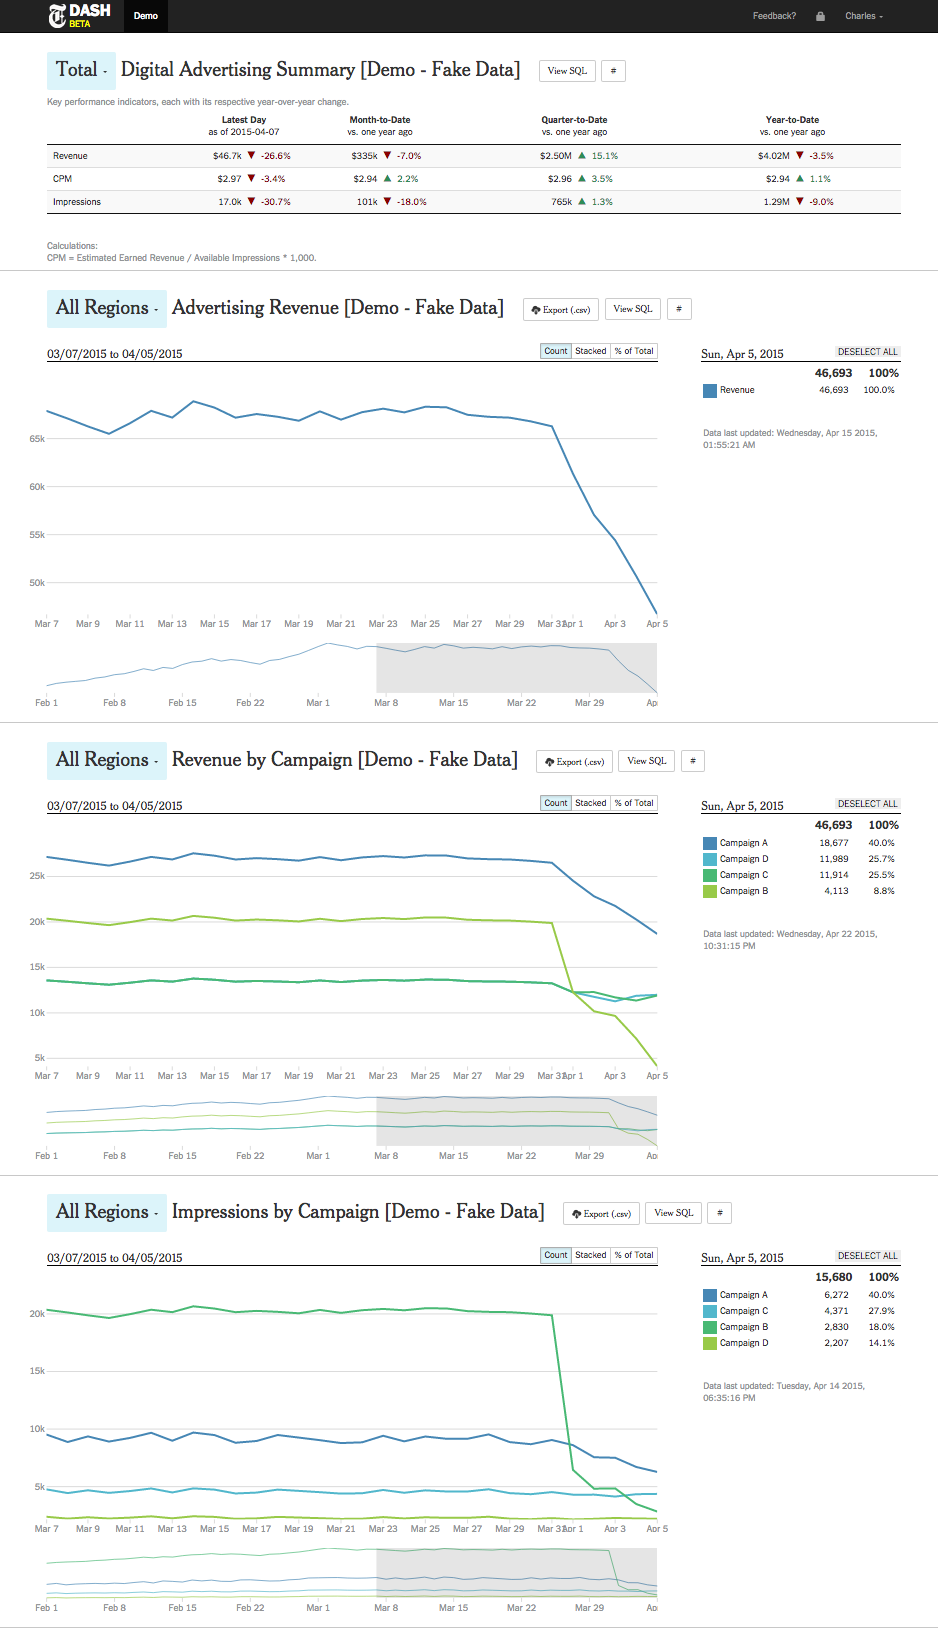 DASH
BETA
Demo
Feedback?
Charles
Total
Digital Advertising Summary [Demo - Fake Data]
View SQL
#
Key performance indicators, each with its respective year-over-year change.
Latest Day Month-to-Date Quarter-to-Date Year-to-Date
as of 2015-04-07 vs. one year ago vs. one year ago vs. one year ago
Revenue $46.7k ▼ -26.6% $335k ▼ -7.0% $2.50M ▲ 15.1% $4.02M ▼ -3.5%
CPM $2.97 ▼ -3.4% $2.94 ▲ 2.2% $2.96 ▲ 3.5% $2.94 ▲ 1.1%
Impressions 17.0k ▼ -30.7% 101k ▼ -18.0% 765k ▲ 1.3% 1.29M ▼ -9.0%
Calculations:
CPM = Estimated Earned Revenue / Available Impressions * 1,000.
All Regions
Advertising Revenue [Demo - Fake Data]
Export (.csv)
View SQL
#
03/07/2015 to 04/05/2015
Count Stacked % of Total
65k
60k
55k
50k
Mar 7 Mar 9 Mar 11 Mar 13 Mar 15 Mar 17 Mar 19 Mar 21 Mar 23 Mar 25 Mar 27 Mar 29 Mar 31 Apr 1 Apr 3 Apr 5
Feb 1 Feb 8 Feb 15 Feb 22 Mar 1 Mar 8 Mar 15 Mar 22 Mar 29 Ap
Sun, Apr 5, 2015 DESELECT ALL
46,693 100%
Revenue 46,693 100.0%
Data last updated: Wednesday, Apr 15 2015,
01:55:21 AM
All Regions
Revenue by Campaign [Demo - Fake Data]
Export (.csv)
View SQL
#
03/07/2015 to 04/05/2015
Count Stacked % of Total
25k
20k
15k
10k
5k
Mar 7 Mar 9 Mar 11 Mar 13 Mar 15 Mar 17 Mar 19 Mar 21 Mar 23 Mar 25 Mar 27 Mar 29 Mar 31 Apr 1 Apr 3 Apr 5
Feb 1 Feb 8 Feb 15 Feb 22 Mar 1 Mar 8 Mar 15 Mar 22 Mar 29 Ap
Sun, Apr 5, 2015 DESELECT ALL
46,693 100%
Campaign A 18,677 40.0%
Campaign D 11,989 25.7%
Campaign C 11,914 25.5%
Campaign B 4,113 8.8%
Data last updated: Wednesday, Apr 22 2015,
10:31:15 PM
All Regions
Impressions by Campaign [Demo - Fake Data]
Export (.csv)
View SQL
#
03/07/2015 to 04/05/2015
Count Stacked % of Total
20k
15k
10k
5k
Mar 7 Mar 9 Mar 11 Mar 13 Mar 15 Mar 17 Mar 19 Mar 21 Mar 23 Mar 25 Mar 27 Mar 29 Mar 31 Apr 1 Apr 3 Apr 5
Feb 1 Feb 8 Feb 15 Feb 22 Mar 1 Mar 8 Mar 15 Mar 22 Mar 29 Ap
Sun, Apr 5, 2015 DESELECT ALL
15,680 100%
Campaign A 6,272 40.0%
Campaign C 4,371 27.9%
Campaign B 2,830 18.0%
Campaign D 2,207 14.1%
Data last updated: Tuesday, Apr 14 2015,
06:35:16 PM